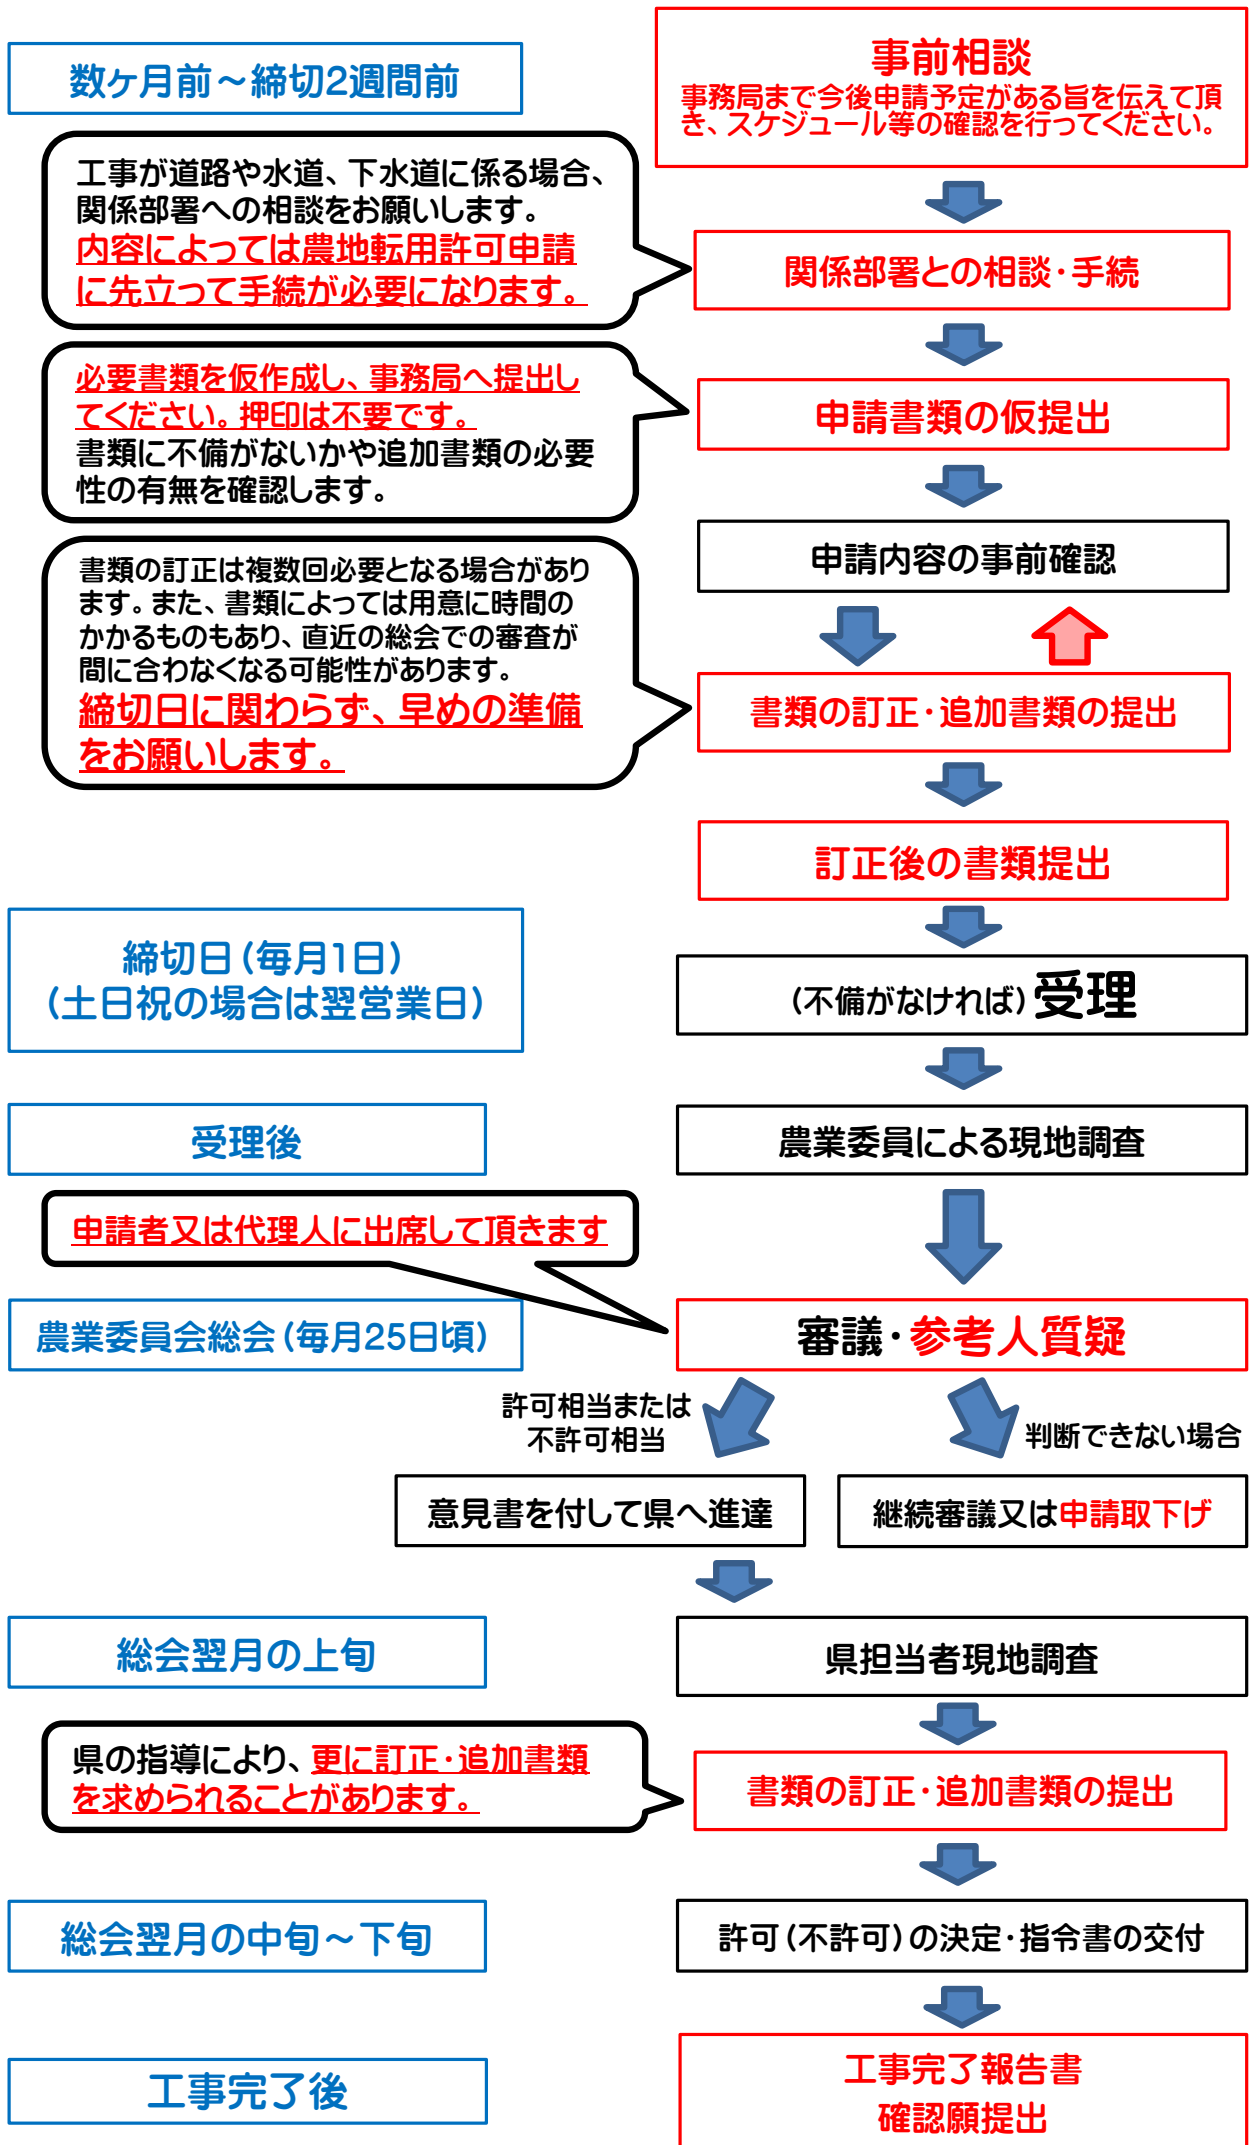 数ヶ月前～締切2週間前
事前相談
事務局まで今後申請予定がある旨を伝えて頂
き、スケジュール等の確認を行ってください。
工事が道路や水道、下水道に係る場合、
関係部署への相談をお願いします。
内容によっては農地転用許可申請
に先立って手続が必要になります。
関係部署との相談・手続
必要書類を仮作成し、事務局へ提出し
てください。押印は不要です。
書類に不備がないかや追加書類の必要
性の有無を確認します。
申請書類の仮提出
申請内容の事前確認
書類の訂正は複数回必要となる場合があり
ます。また、書類によっては用意に時間の
かかるものもあり、直近の総会での審査が
間に合わなくなる可能性があります。
締切日に関わらず、早めの準備
をお願いします。
書類の訂正・追加書類の提出
訂正後の書類提出
締切日（毎月1日）
（土日祝の場合は翌営業日）
（不備がなければ）受理
受理後
農業委員による現地調査
申請者又は代理人に出席して頂きます
農業委員会総会（毎月25日頃）
審議・参考人質疑
許可相当または
不許可相当
判断できない場合
意見書を付して県へ進達
継続審議又は申請取下げ
総会翌月の上旬
県担当者現地調査
県の指導により、更に訂正・追加書類
を求められることがあります。
書類の訂正・追加書類の提出
総会翌月の中旬～下旬
許可（不許可）の決定・指令書の交付
工事完了後
工事完了報告書
確認願提出